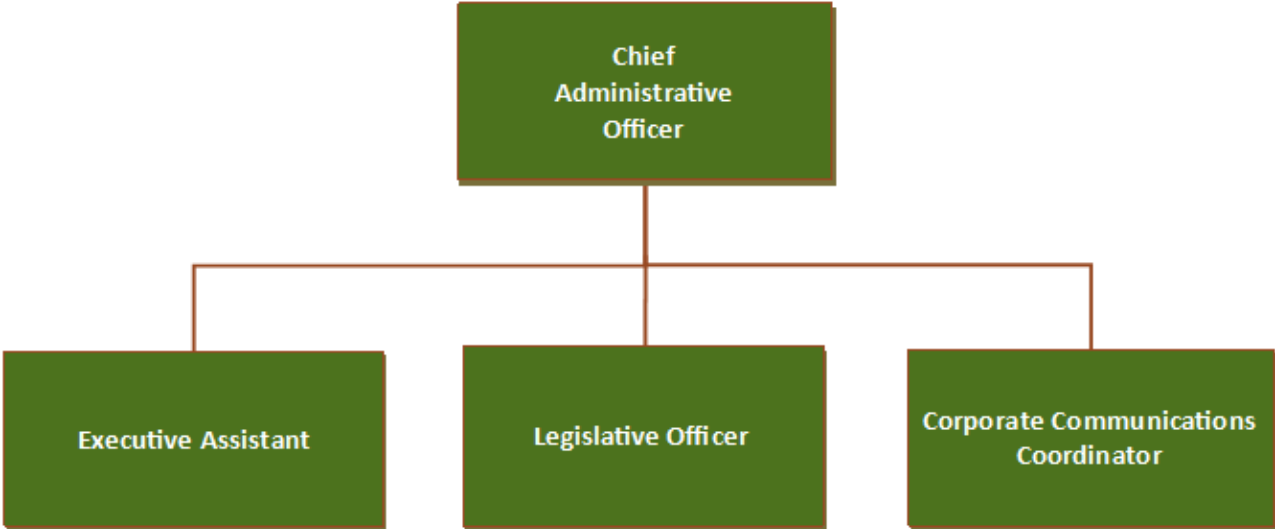 Chief
Administrative
Officer
Executive Assistant
Legislative Officer
Corporate Communications
Coordinator